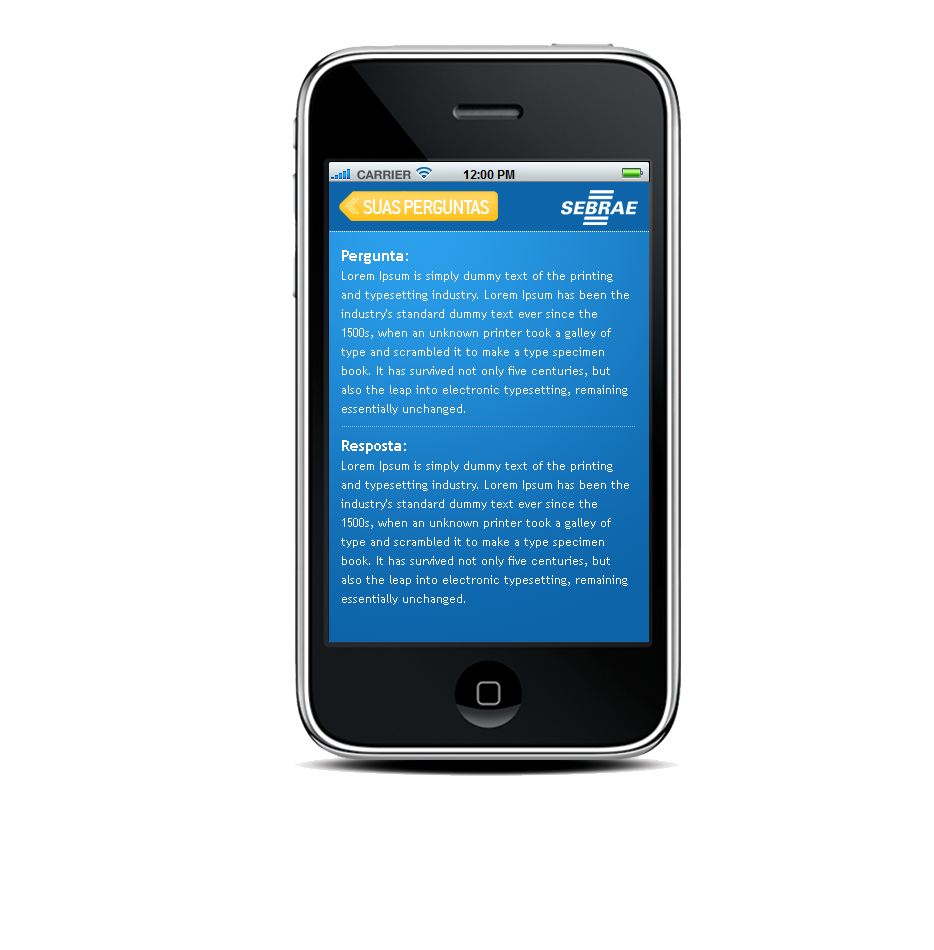 CARRIER 12:00 PM
SUAS PERGUNTAS SEBRAE
Pergunta:
Lorem Ipsum is simply dummy text of the printing
and typesetting industry. Lorem Ipsum has been the
industry's standard dummy text ever since the
1500s, when an unknown printer took a galley of
type and scrambled it to make a type specimen
book. It has survived not only five centuries, but
also the leap into electronic typesetting, remaining
essentially unchanged.
Resposta:
Lorem Ipsum is simply dummy text of the printing
and typesetting industry. Lorem Ipsum has been the
industry's standard dummy text ever since the
1500s, when an unknown printer took a galley of
type and scrambled it to make a type specimen
book. It has survived not only five centuries, but
also the leap into electronic typesetting, remaining
essentially unchanged.